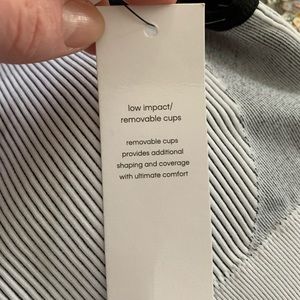 low impact/
removable cups
removable cups
provides additional
shaping and coverage
with ultimate comfort